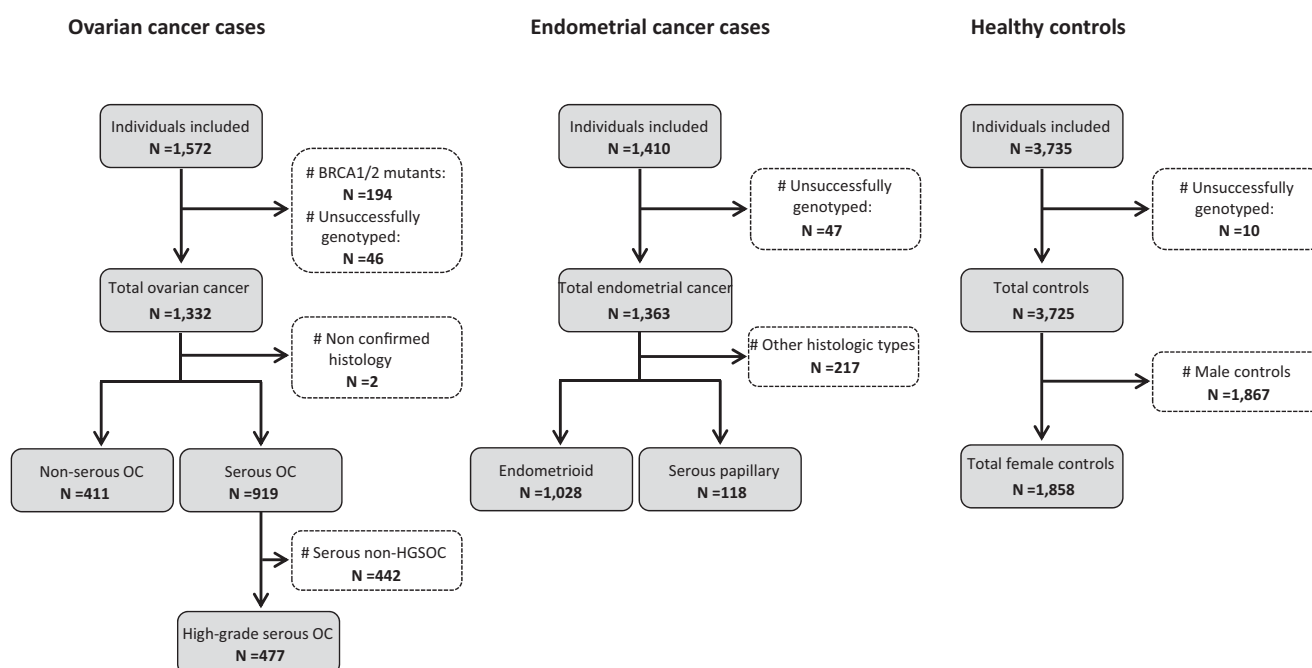 Ovarian cancer cases
Individuals included
N =1,572
# BRCA1/2 mutants:
N =194
# Unsuccessfully
genotyped:
N =46
Total ovarian cancer
N =1,332
# Non confirmed
histology
N =2
Non-serous OC
N =411
Serous OC
N =919
# Serous non-HGSOC
N =442
High-grade serous OC
N =477
Endometrial cancer cases
Individuals included
N =1,410
# Unsuccessfully
genotyped:
N =47
Total endometrial cancer
N =1,363
# Other histologic types
N =217
Endometrioid
N =1,028
Serous papillary
N =118
Healthy controls
Individuals included
N =3,735
# Unsuccessfully
genotyped:
N =10
Total controls
N =3,725
# Male controls
N =1,867
Total female controls
N =1,858